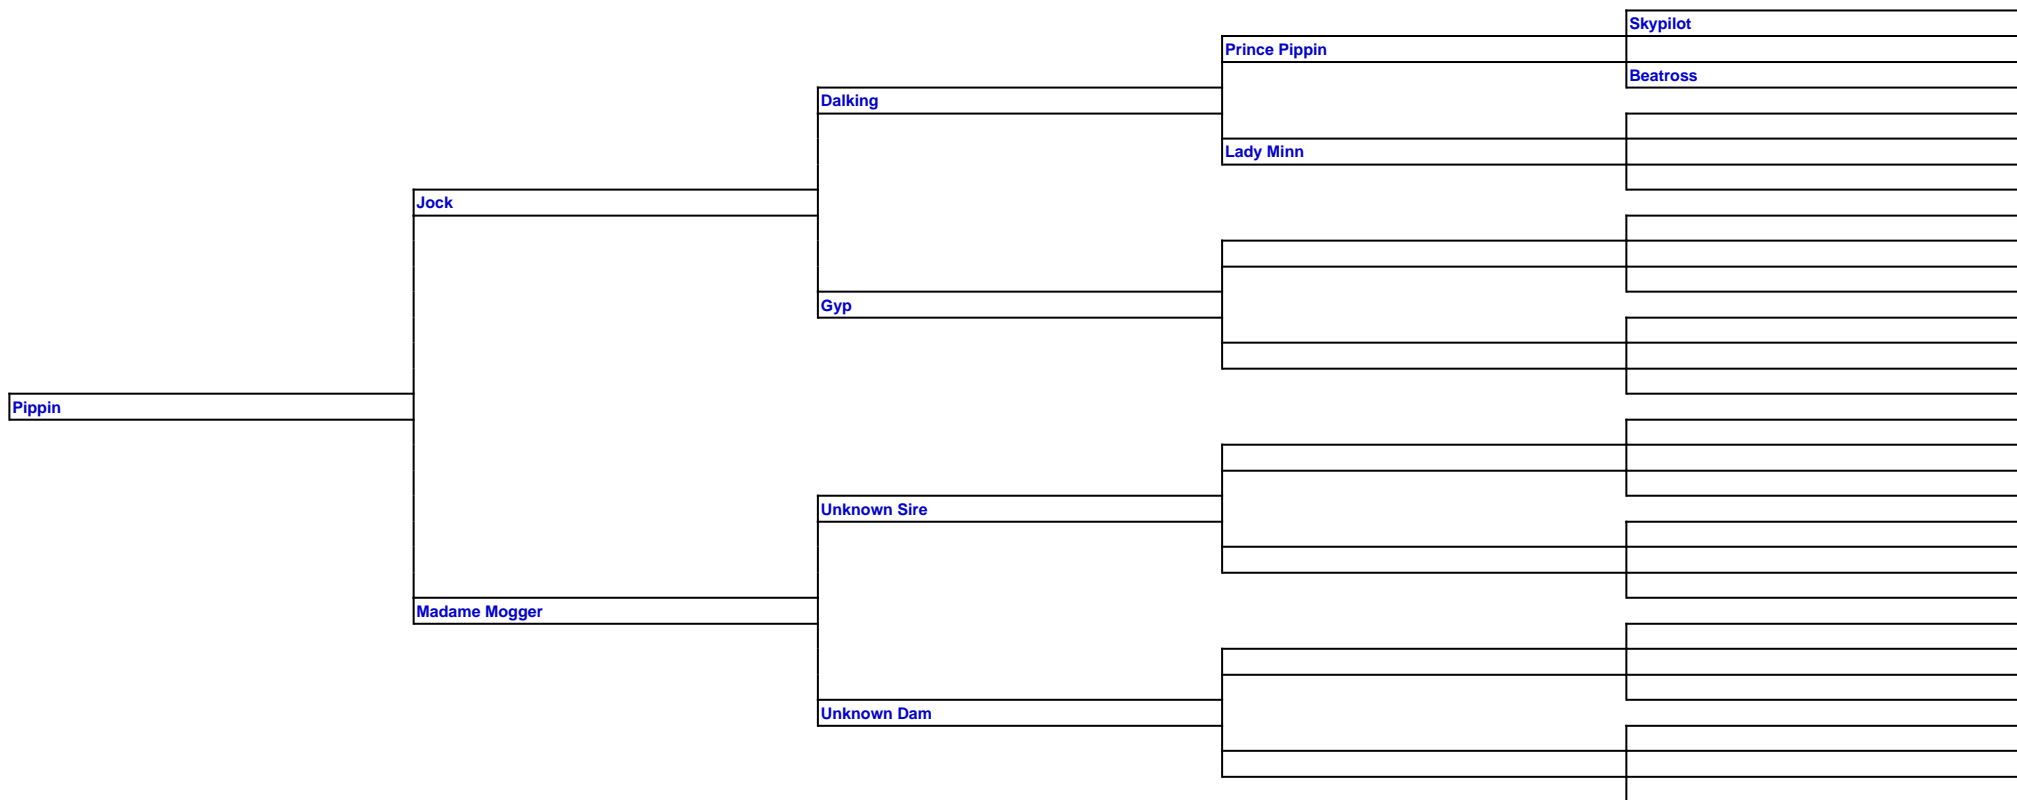 Skypilot
Prince Pippin
Beatross
Dalking
Lady Minn
Jock
Gyp
Pippin
Unknown Sire
Madame Mogger
Unknown Dam